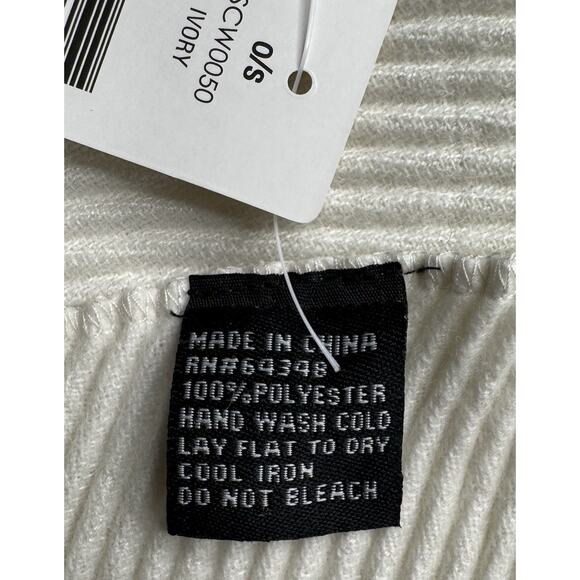 SCW0050
IVORY
O/S
MADE IN CHINA
RN#64348
100%POLYESTER
HAND WASH COLD
LAY FLAT TO DRY
COOL IRON
DO NOT BLEACH